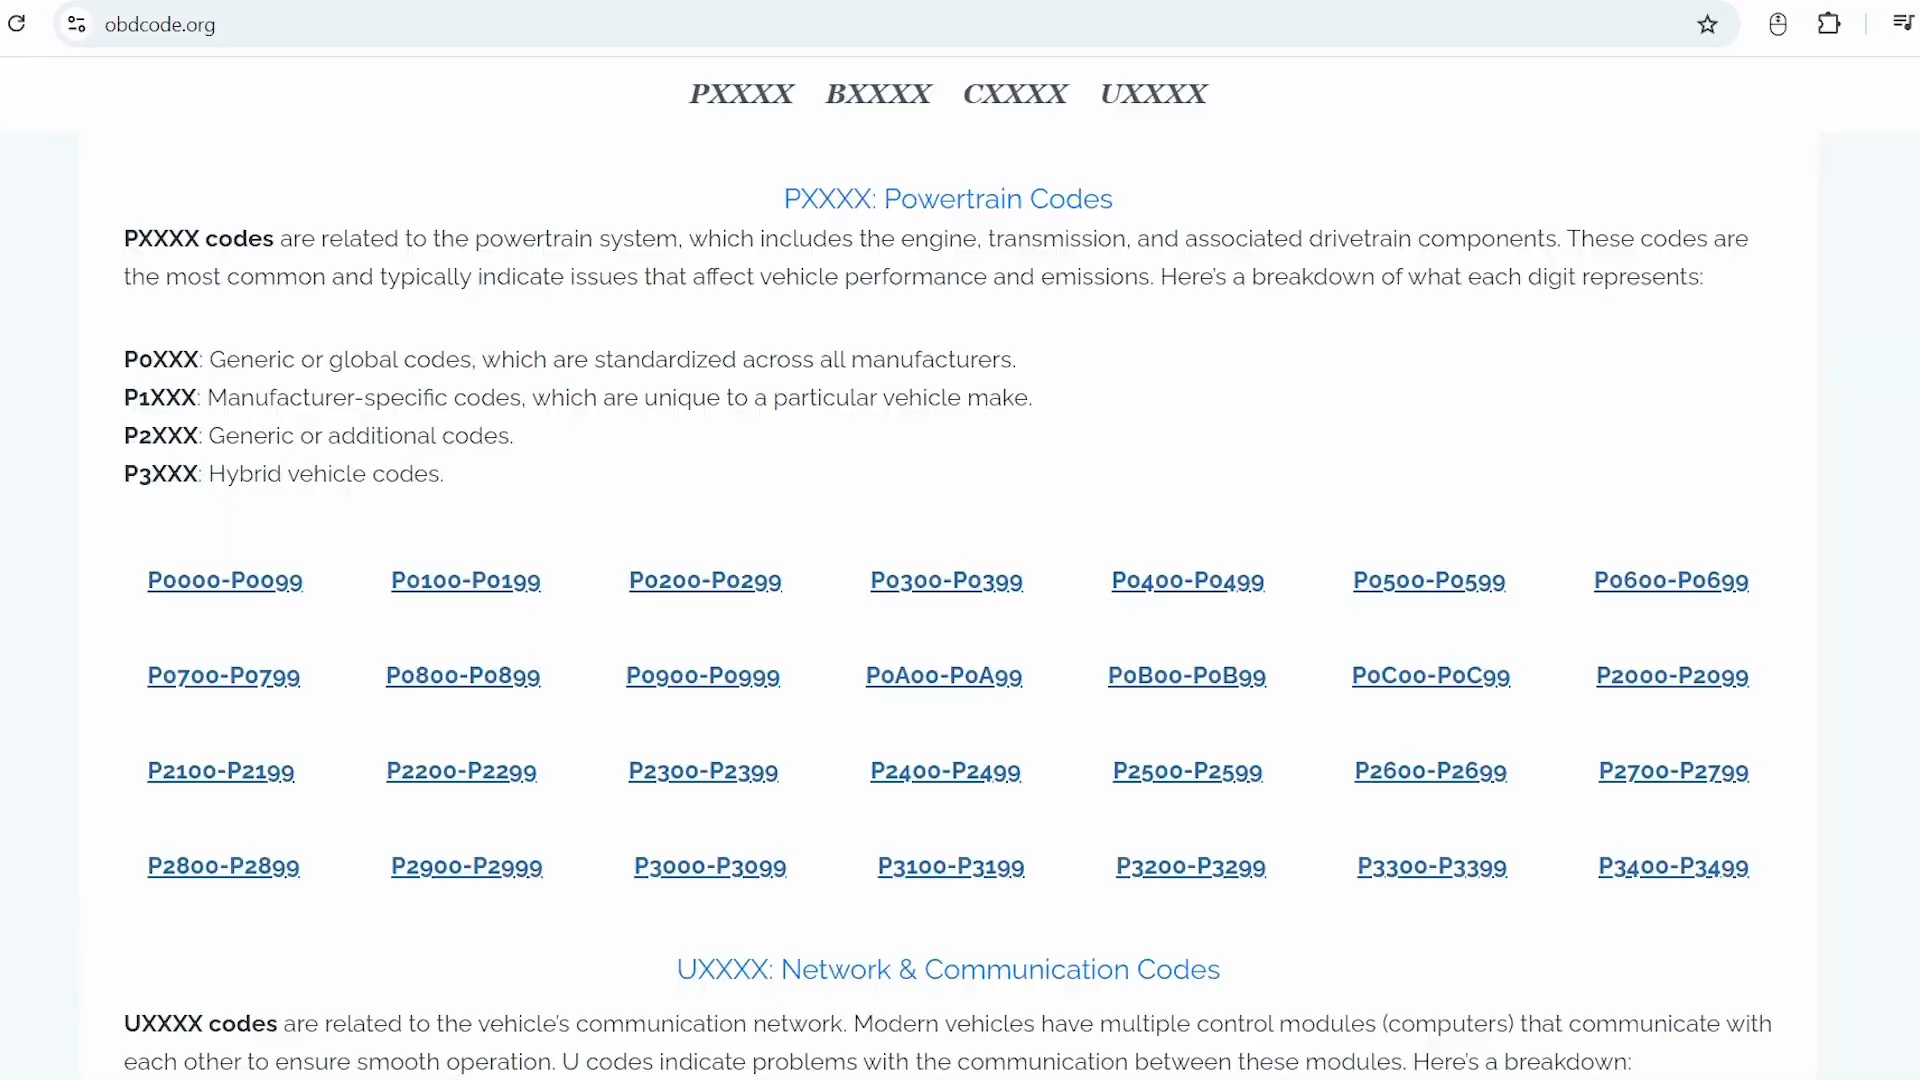 obdcode.org
PXXXX BXXXX CXXXX UXXXX
PXXXX: Powertrain Codes
PXXXX codes are related to the powertrain system, which includes the engine, transmission, and associated drivetrain components. These codes are
the most common and typically indicate issues that affect vehicle performance and emissions. Here's a breakdown of what each digit represents:
P0XXX: Generic or global codes, which are standardized across all manufacturers.
P1XXX: Manufacturer-specific codes, which are unique to a particular vehicle make.
P2XXX: Generic or additional codes.
P3XXX: Hybrid vehicle codes.
P0000-P0099 P0100-P0199 P0200-P0299 P0300-P0399 P0400-P0499 P0500-P0599 P0600-P0699
P0700-P0799 P0800-P0899 P0900-P0999 P0A00-P0A99 P0B00-P0B99 P0C00-P0C99 P2000-P2099
P2100-P2199 P2200-P2299 P2300-P2399 P2400-P2499 P2500-P2599 P2600-P2699 P2700-P2799
P2800-P2899 P2900-P2999 P3000-P3099 P3100-P3199 P3200-P3299 P3300-P3399 P3400-P3499
UXXXX: Network & Communication Codes
UXXXX codes are related to the vehicle's communication network. Modern vehicles have multiple control modules (computers) that communicate with
each other to ensure smooth operation. U codes indicate problems with the communication between these modules. Here's a breakdown: